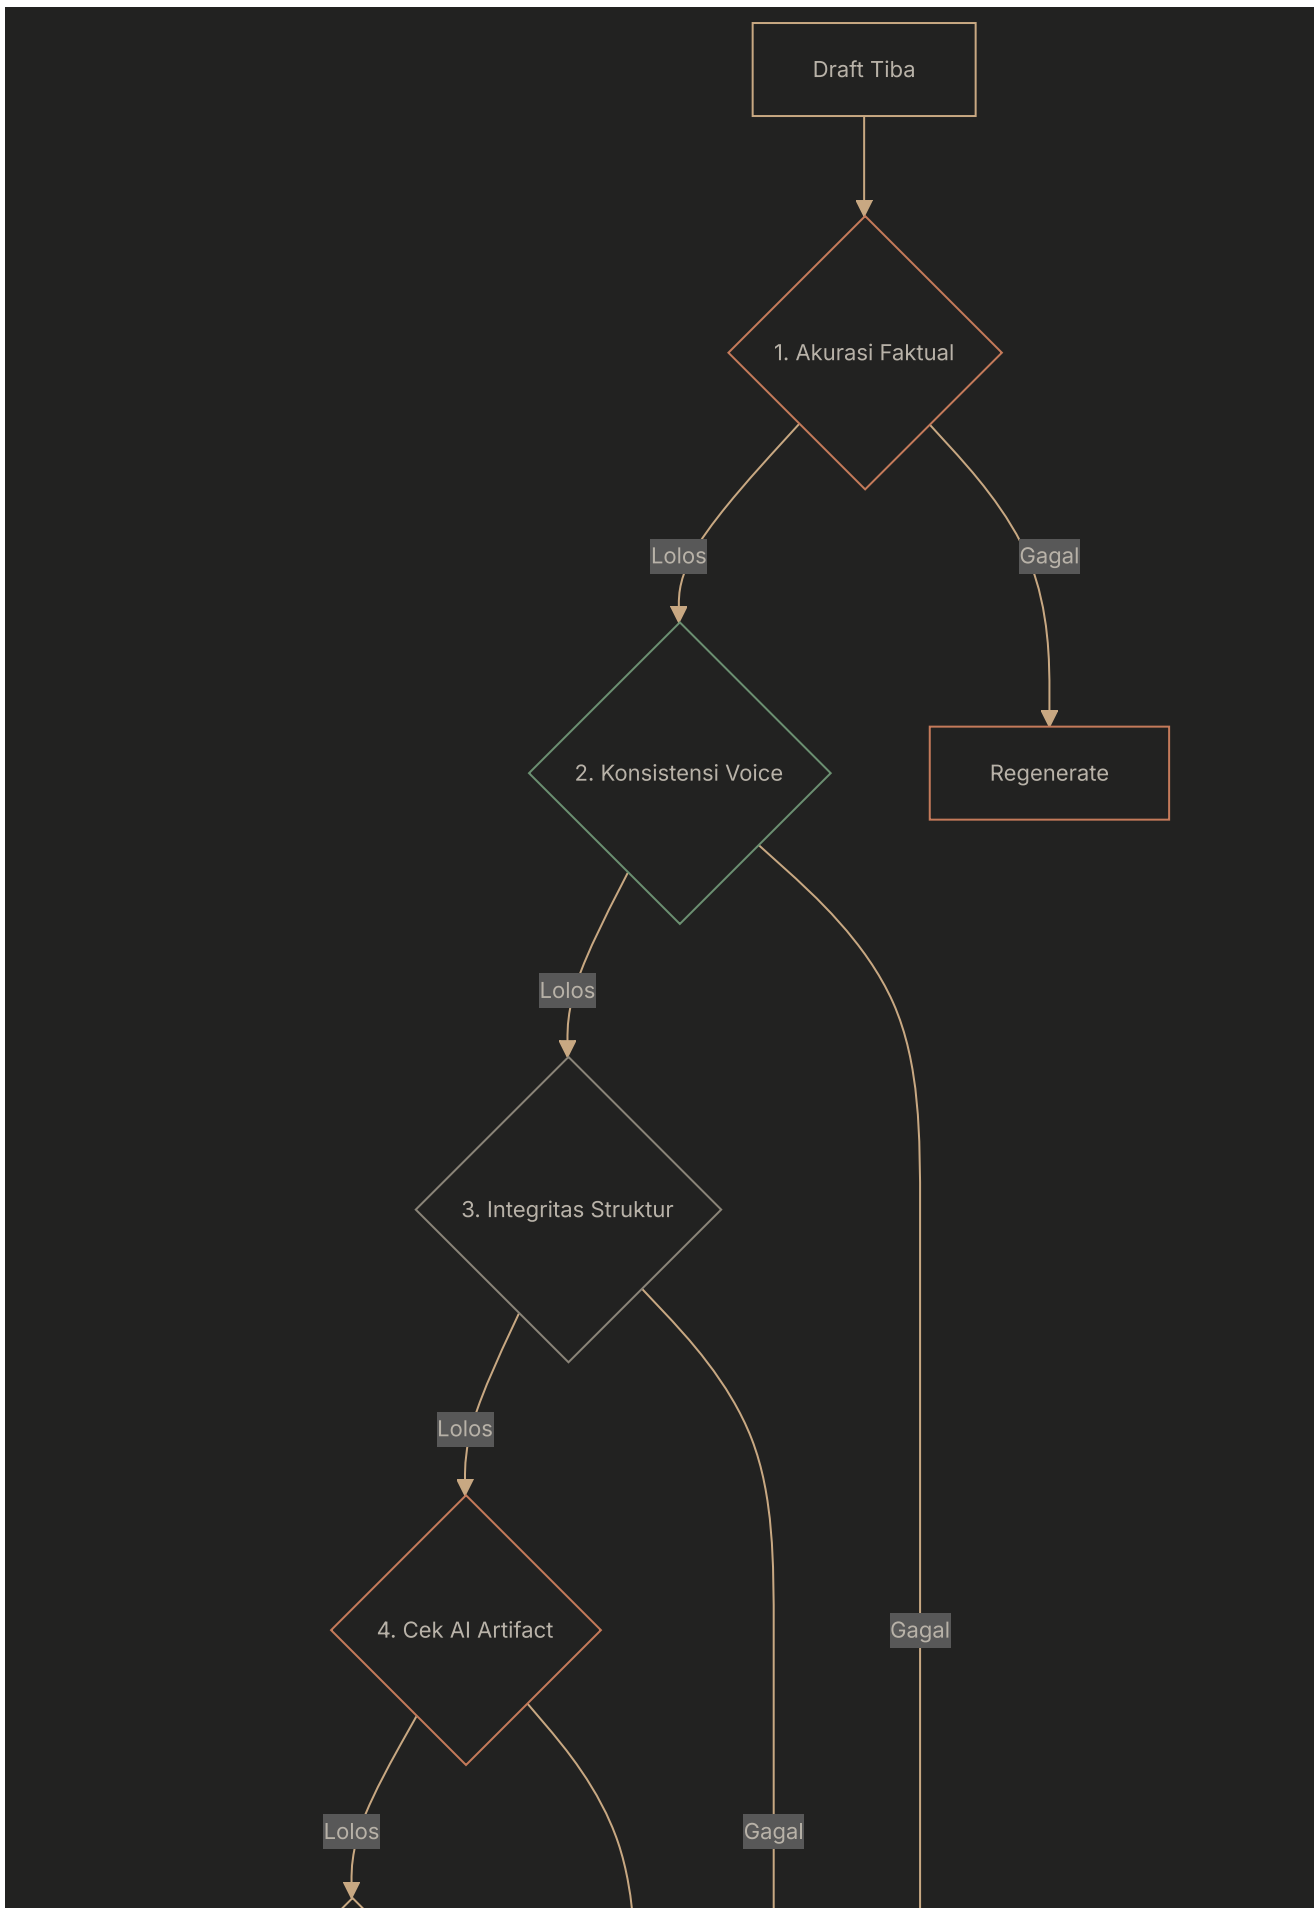 Draft Tiba
1. Akurasi Faktual
Lolos
Gagal
2. Konsistensi Voice
Regenerate
Lolos
3. Integritas Struktur
Lolos
4. Cek AI Artifact
Gagal
Lolos
Gagal